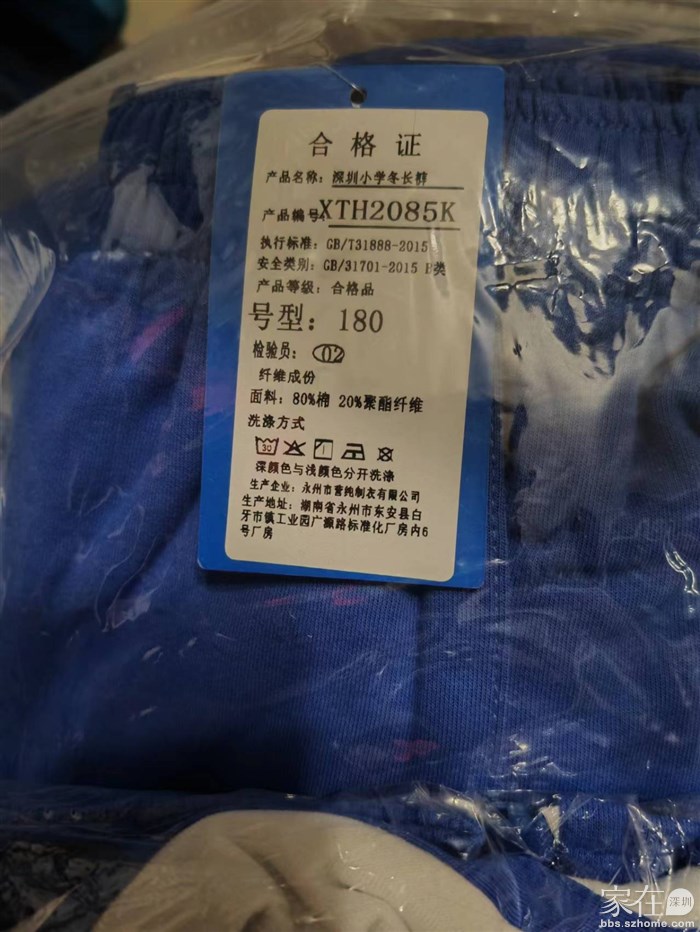 合格证
产品名称：深圳小学冬长裤
产品编号XTH2085K
执行标准：GB/T31888-2015
安全类别：GB/31701-2015 B类
产品等级：合格品
号型：180
检验员：02
纤维成份
面料：80%棉 20%聚酯纤维
洗涤方式
30
深颜色与浅颜色分开洗涤
生产企业：永州市誉纯制衣有限公司
生产地址：湖南省永州市东安县白
牙市镇工业园广源路标准化厂房内6
号厂房
家在深圳
bbs.szhome.com